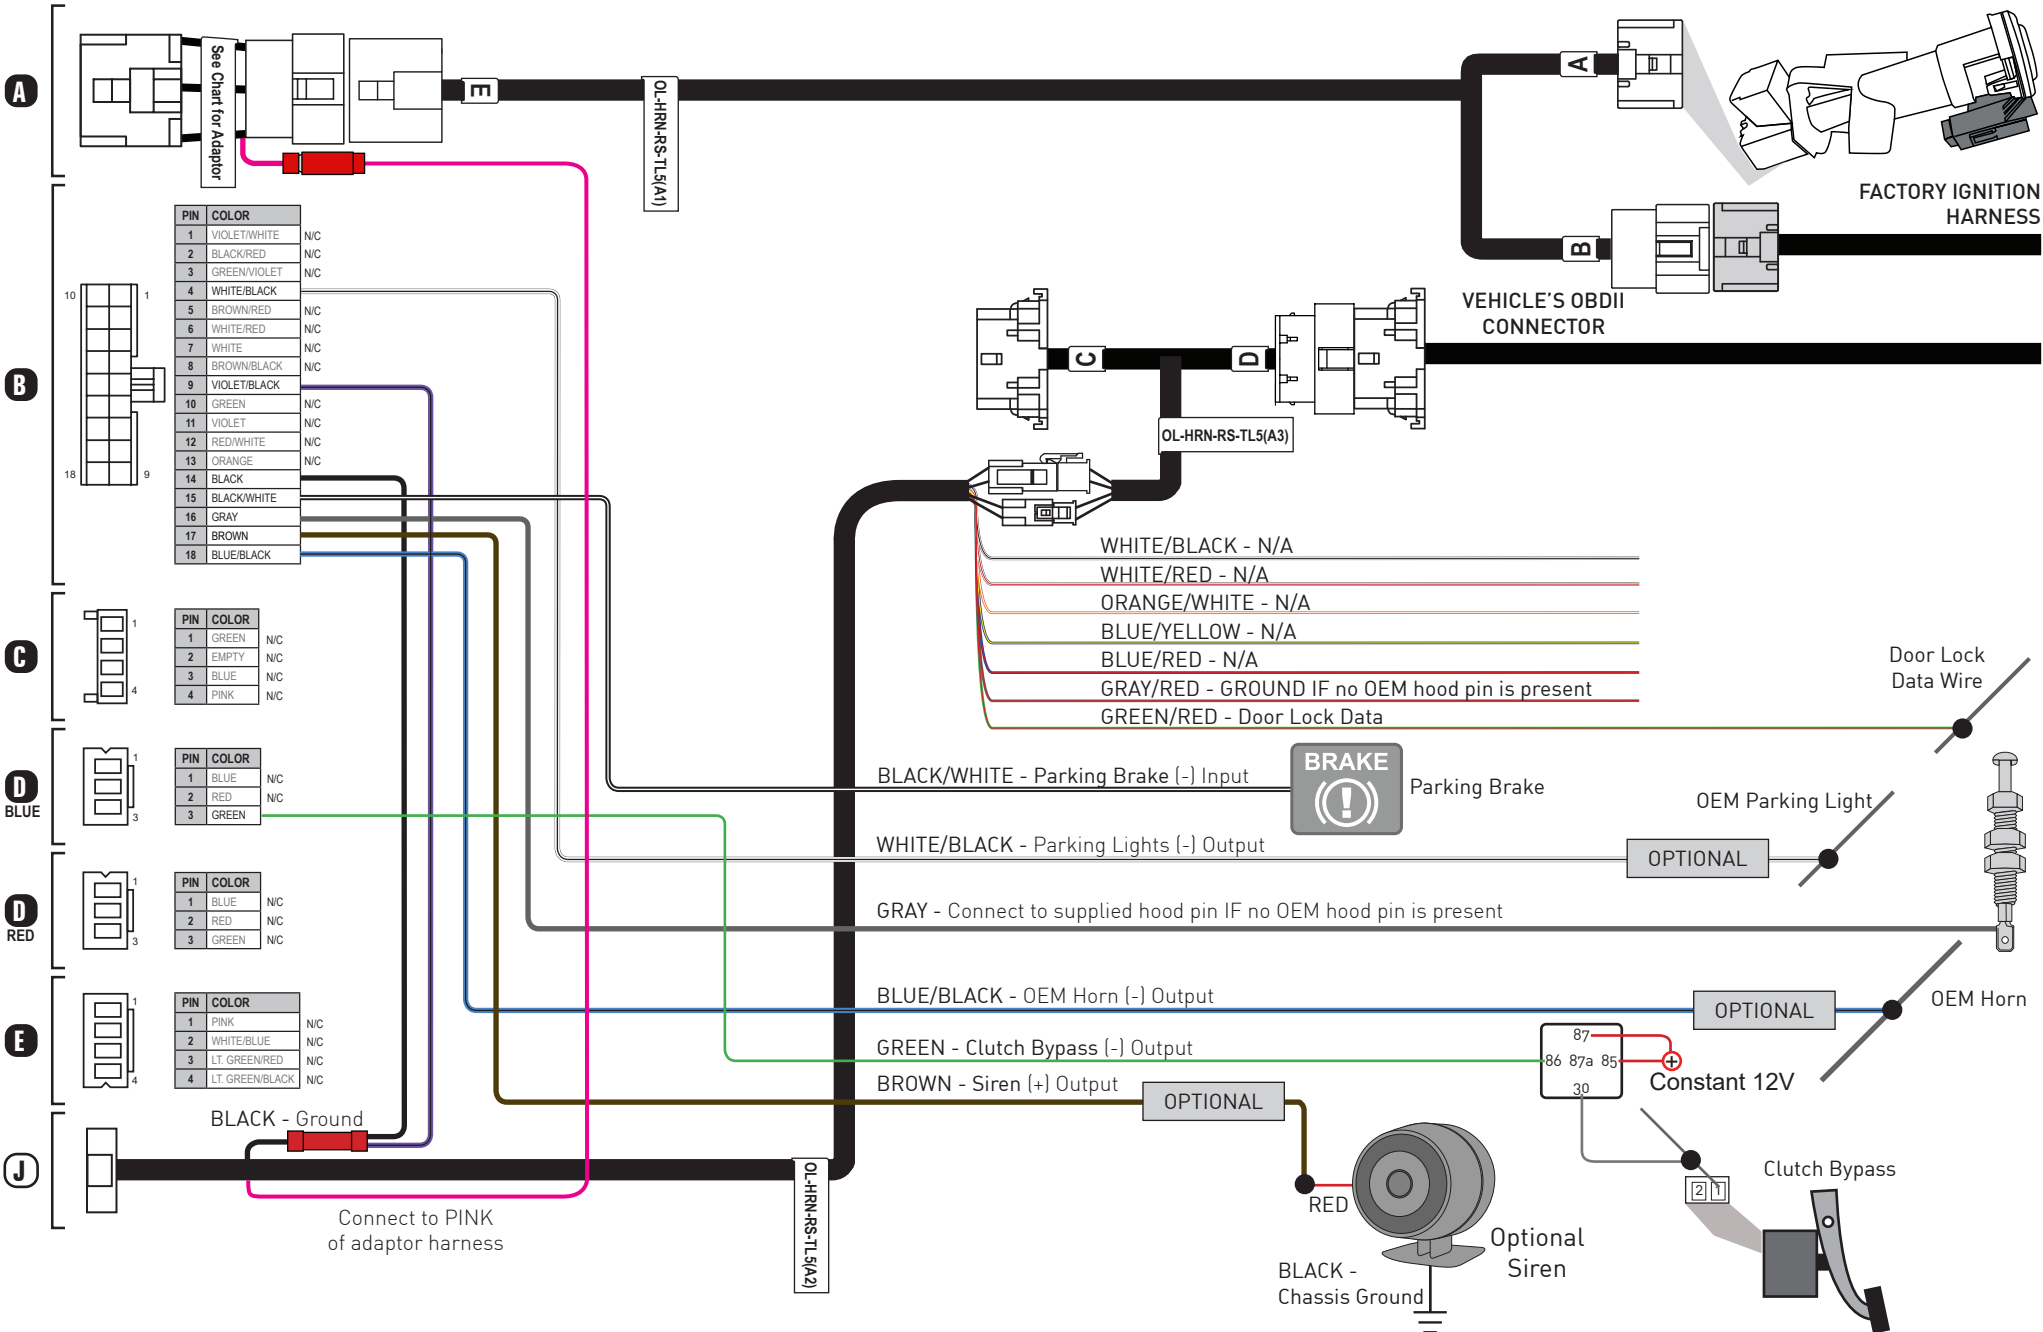 A
See Chart for Adaptor
E
OL-HRN-RS-TL5(A1)
A
B
FACTORY IGNITION
HARNESS
VEHICLE'S OBDII
CONNECTOR
C
D
OL-HRN-RS-TL5(A3)
B
10
1
18
9
PIN COLOR
1 VIOLET/WHITE N/C
2 BLACK/RED N/C
3 GREEN/VIOLET N/C
4 WHITE/BLACK
5 BROWN/RED N/C
6 WHITE/RED N/C
7 WHITE N/C
8 BROWN/BLACK N/C
9 VIOLET/BLACK
10 GREEN N/C
11 VIOLET N/C
12 RED/WHITE N/C
13 ORANGE N/C
14 BLACK
15 BLACK/WHITE
16 GRAY
17 BROWN
18 BLUE/BLACK
C
1
4
PIN COLOR
1 GREEN N/C
2 EMPTY N/C
3 BLUE N/C
4 PINK N/C
D
BLUE
1
3
PIN COLOR
1 BLUE N/C
2 RED N/C
3 GREEN
D
RED
1
3
PIN COLOR
1 BLUE N/C
2 RED N/C
3 GREEN N/C
E
1
4
PIN COLOR
1 PINK N/C
2 WHITE/BLUE N/C
3 LT. GREEN/RED N/C
4 LT. GREEN/BLACK N/C
J
BLACK - Ground
Connect to PINK
of adaptor harness
OL-HRN-RS-TL5(A2)
WHITE/BLACK - N/A
WHITE/RED - N/A
ORANGE/WHITE - N/A
BLUE/YELLOW - N/A
BLUE/RED - N/A
GRAY/RED - GROUND IF no OEM hood pin is present
GREEN/RED - Door Lock Data
Door Lock
Data Wire
BLACK/WHITE - Parking Brake (-) Input
BRAKE
!
Parking Brake
OEM Parking Light
WHITE/BLACK - Parking Lights (-) Output
OPTIONAL
GRAY - Connect to supplied hood pin IF no OEM hood pin is present
BLUE/BLACK - OEM Horn (-) Output
OPTIONAL
OEM Horn
GREEN - Clutch Bypass (-) Output
87
86 87a 85
30
+
Constant 12V
BROWN - Siren (+) Output
OPTIONAL
RED
Optional
Siren
BLACK -
Chassis Ground
2 1
Clutch Bypass